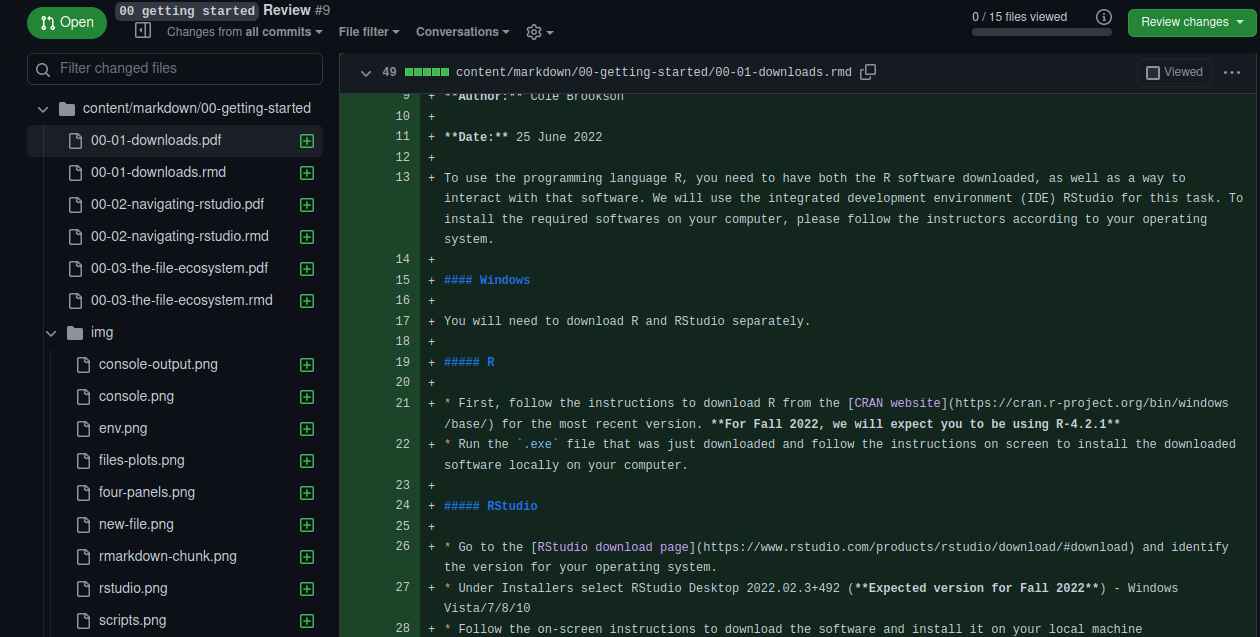 Open
00 getting started Review #9
Changes from all commits
File filter
Conversations
0 / 15 files viewed
Review changes
Filter changed files
content/markdown/00-getting-started
00-01-downloads.pdf
00-01-downloads.rmd
00-02-navigating-rstudio.pdf
00-02-navigating-rstudio.rmd
00-03-the-file-ecosystem.pdf
00-03-the-file-ecosystem.rmd
img
console-output.png
console.png
env.png
files-plots.png
four-panels.png
new-file.png
rmarkdown-chunk.png
rstudio.png
scripts.png
49 content/markdown/00-getting-started/00-01-downloads.rmd
Viewed
9 + **Author:** Cole Brookson
10 +
11 + **Date:** 25 June 2022
12 +
13 + To use the programming language R, you need to have both the R software downloaded, as well as a way to
interact with that software. We will use the integrated development environment (IDE) RStudio for this task. To
install the required softwares on your computer, please follow the instructors according to your operating
system.
14 +
15 + #### Windows
16 +
17 + You will need to download R and RStudio separately.
18 +
19 + ##### R
20 +
21 + * First, follow the instructions to download R from the [CRAN website](https://cran.r-project.org/bin/windows
/base/) for the most recent version. **For Fall 2022, we will expect you to be using R-4.2.1**
22 + * Run the `.exe` file that was just downloaded and follow the instructions on screen to install the downloaded
software locally on your computer.
23 +
24 + ##### RStudio
25 +
26 + * Go to the [RStudio download page](https://www.rstudio.com/products/rstudio/download/#download) and identify
the version for your operating system.
27 + * Under Installers select RStudio Desktop 2022.02.3+492 (**Expected version for Fall 2022**) - Windows
Vista/7/8/10
28 + * Follow the on-screen instructions to download the software and install it on your local machine